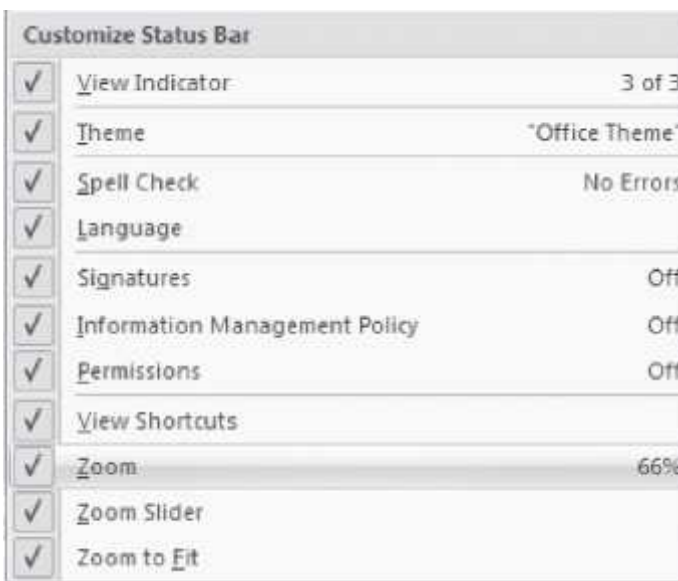 Customize Status Bar
View Indicator 3 of 3
Theme "Office Theme"
Spell Check No Errors
Language
Signatures Off
Information Management Policy Off
Permissions Off
View Shortcuts
Zoom 66%
Zoom Slider
Zoom to Fit